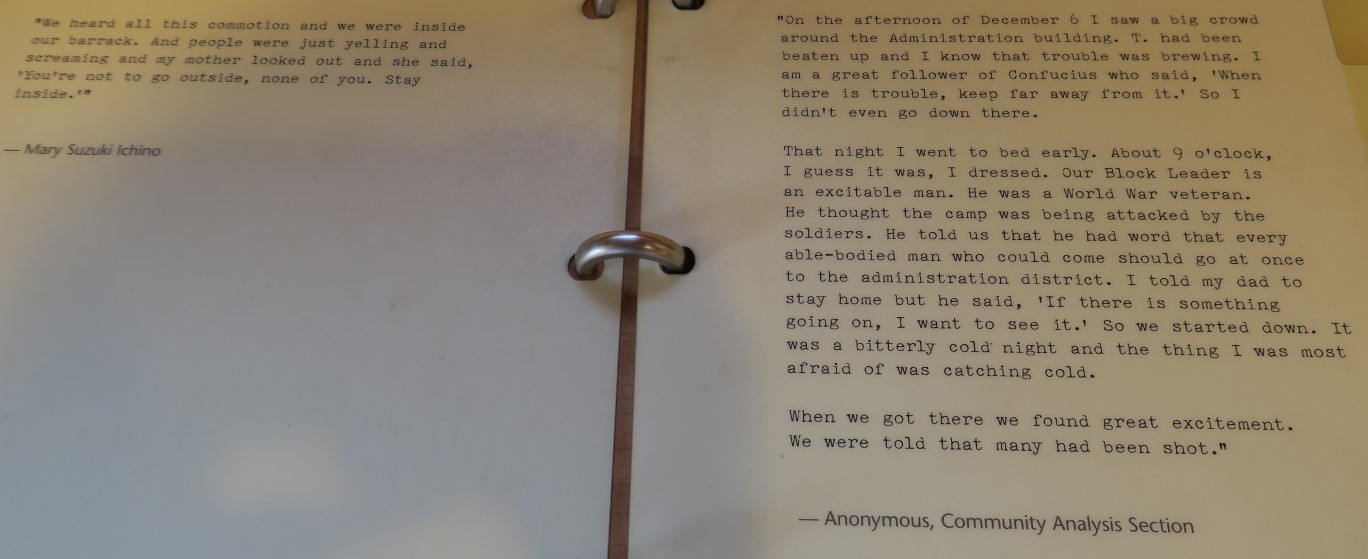 "We heard all this commotion and we were inside
our barrack. And people were just yelling and
screaming and my mother looked out and she said,
'You're not to go outside, none of you. Stay
inside.'"
— Mary Suzuki Ichino
"On the afternoon of December 6 I saw a big crowd
around the Administration building. T. had been
beaten up and I know that trouble was brewing. I
am a great follower of Confucius who said, 'When
there is trouble, keep far away from it.' So I
didn't even go down there.
That night I went to bed early. About 9 o'clock,
I guess it was, I dressed. Our Block Leader is
an excitable man. He was a World War veteran.
He thought the camp was being attacked by the
soldiers. He told us that he had word that every
able-bodied man who could come should go at once
to the administration district. I told my dad to
stay home but he said, 'If there is something
going on, I want to see it.' So we started down. It
was a bitterly cold night and the thing I was most
afraid of was catching cold.
When we got there we found great excitement.
We were told that many had been shot."
— Anonymous, Community Analysis Section